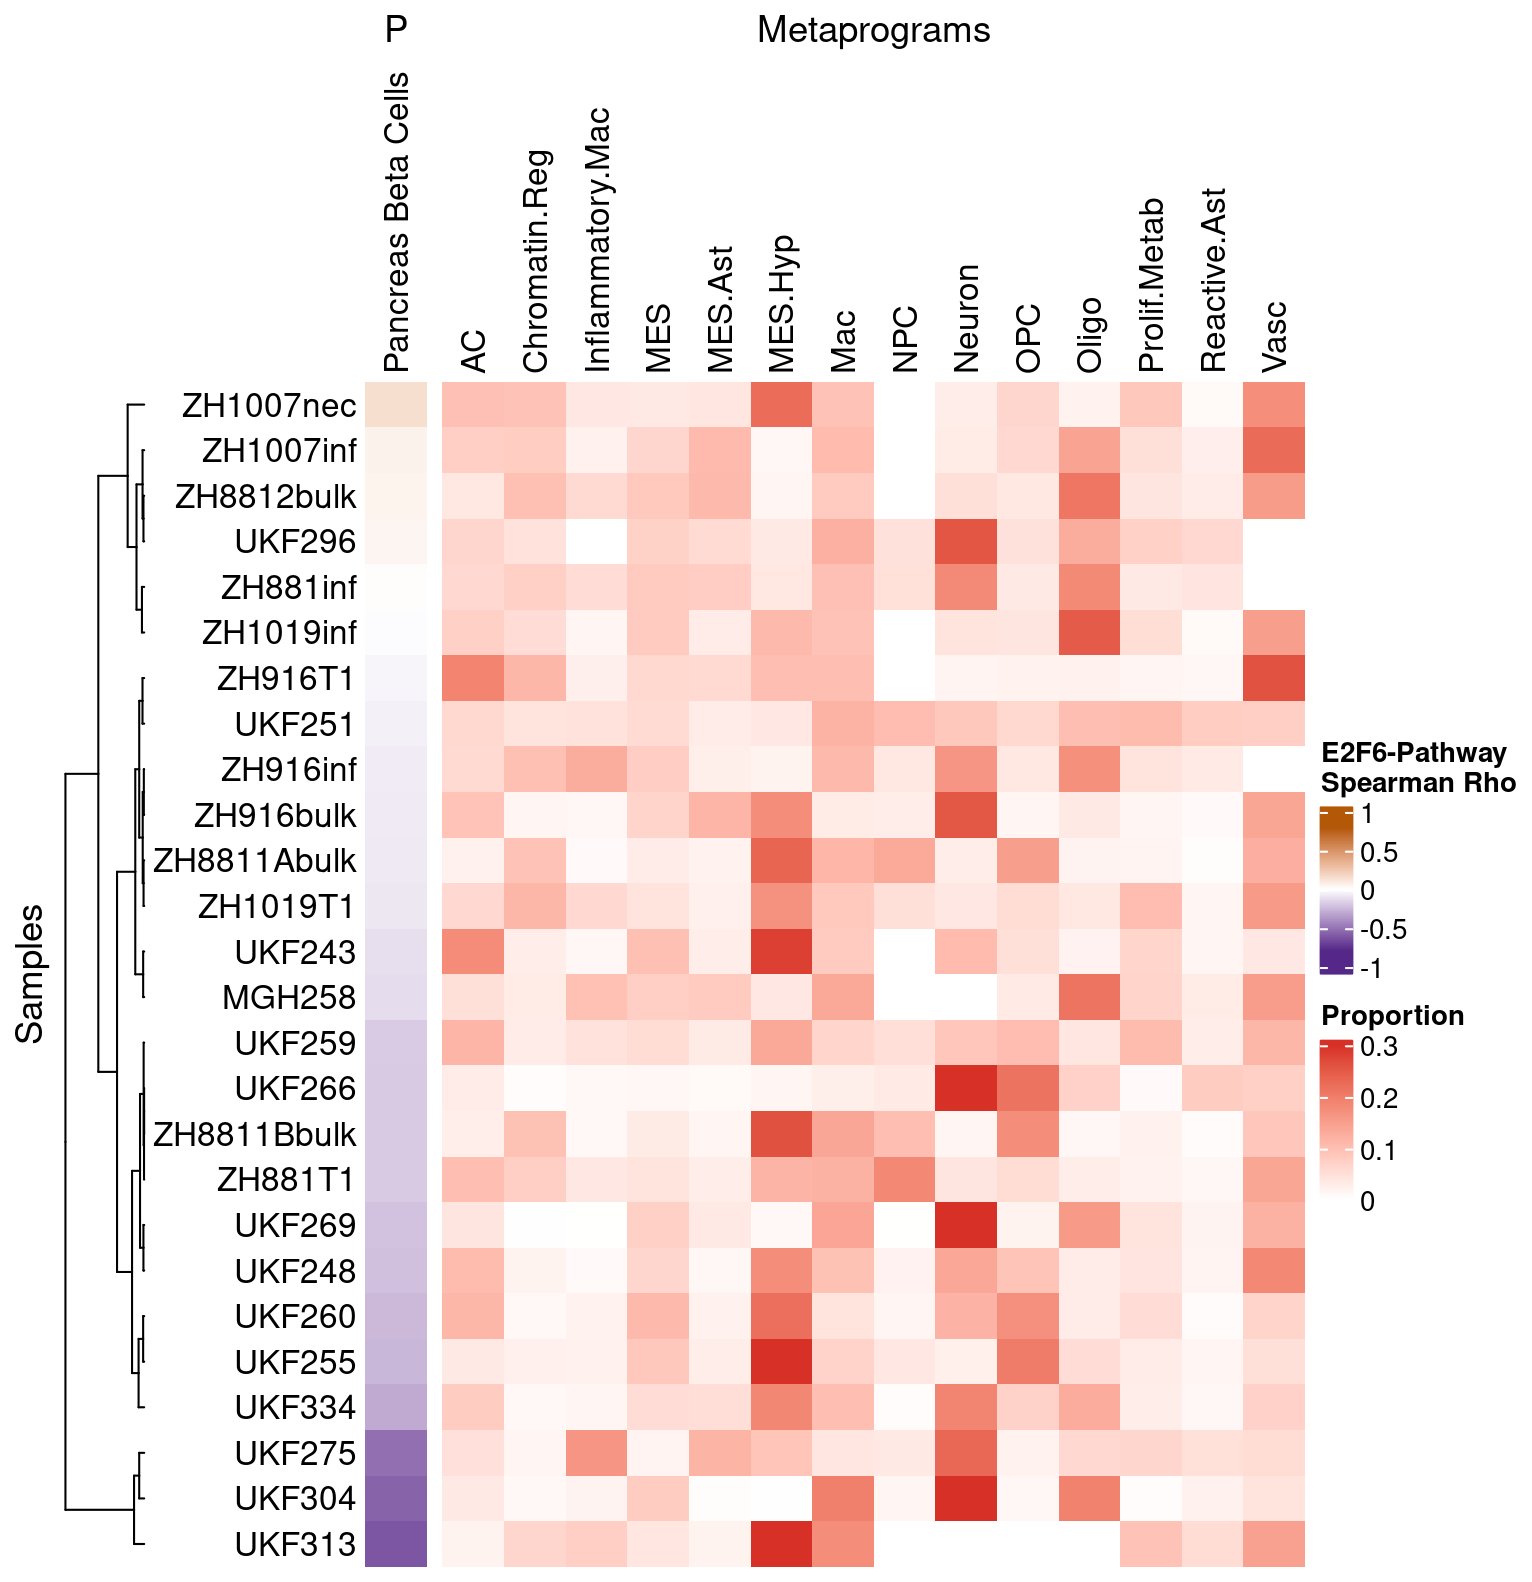 P
Metaprograms
Pancreas Beta Cells
AC
Chromatin.Reg
Inflammatory.Mac
MES
MES.Ast
MES.Hyp
Mac
NPC
Neuron
OPC
Oligo
Prolif.Metab
Reactive.Ast
Vasc
Samples
ZH1007nec
ZH1007inf
ZH8812bulk
UKF296
ZH881inf
ZH1019inf
ZH916T1
UKF251
ZH916inf
ZH916bulk
ZH8811Abulk
ZH1019T1
UKF243
MGH258
UKF259
UKF266
ZH8811Bbulk
ZH881T1
UKF269
UKF248
UKF260
UKF255
UKF334
UKF275
UKF304
UKF313
E2F6-Pathway
Spearman Rho
1
0.5
0
-0.5
-1
Proportion
0.3
0.2
0.1
0